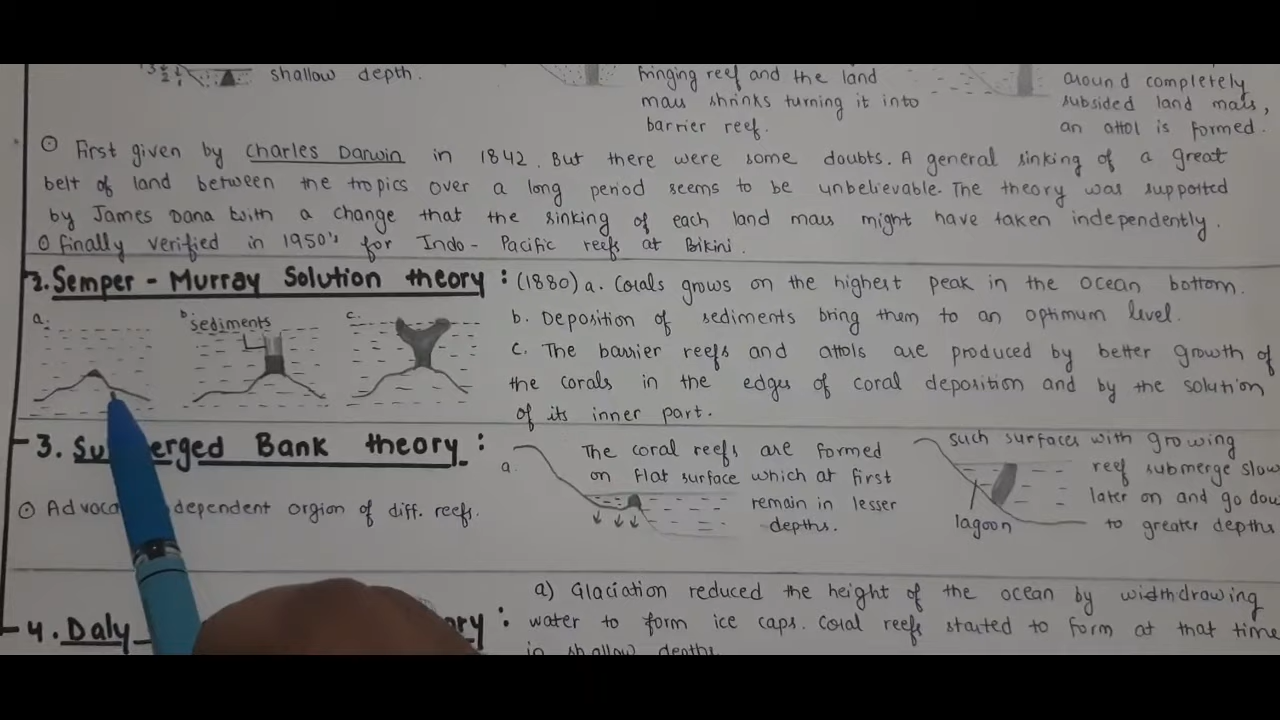 shallow depth.
fringing reef and the land
mass shrinks turning it into
barrier reef.
around completely
subsided land mass,
an attol is formed.
First given by Charles Darwin in 1842. But there were some doubts. A general sinking of a great
belt of land between the tropics over a long period seems to be unbelievable. The theory was supported
by James Dana with a change that the sinking of each land mass might have taken independently.
Finally verified in 1950's for Indo-Pacific reefs at Bikini.
2. Semper-Murray Solution theory: (1880) a. Corals grows on the highest peak in the ocean bottom.
a.
b sediments
c.
b. Deposition of sediments bring them to an optimum level.
c. The barrier reefs and attols are produced by better growth of
the corals in the edges of coral deposition and by the solution
of its inner part.
3. Bank theory:
Advoca dependent orgion of diff. reefs.
a.
The coral reefs are formed
on flat surface which at first
remain in lesser
depths.
such surfaces with growing
reef submerge slow
later on and go dow
to greater depths
lagoon
4. Daly
a) Glaciation reduced the height of the ocean by widthdrawing
water to form ice caps. Coral reefs started to form at that time
in shallow depths